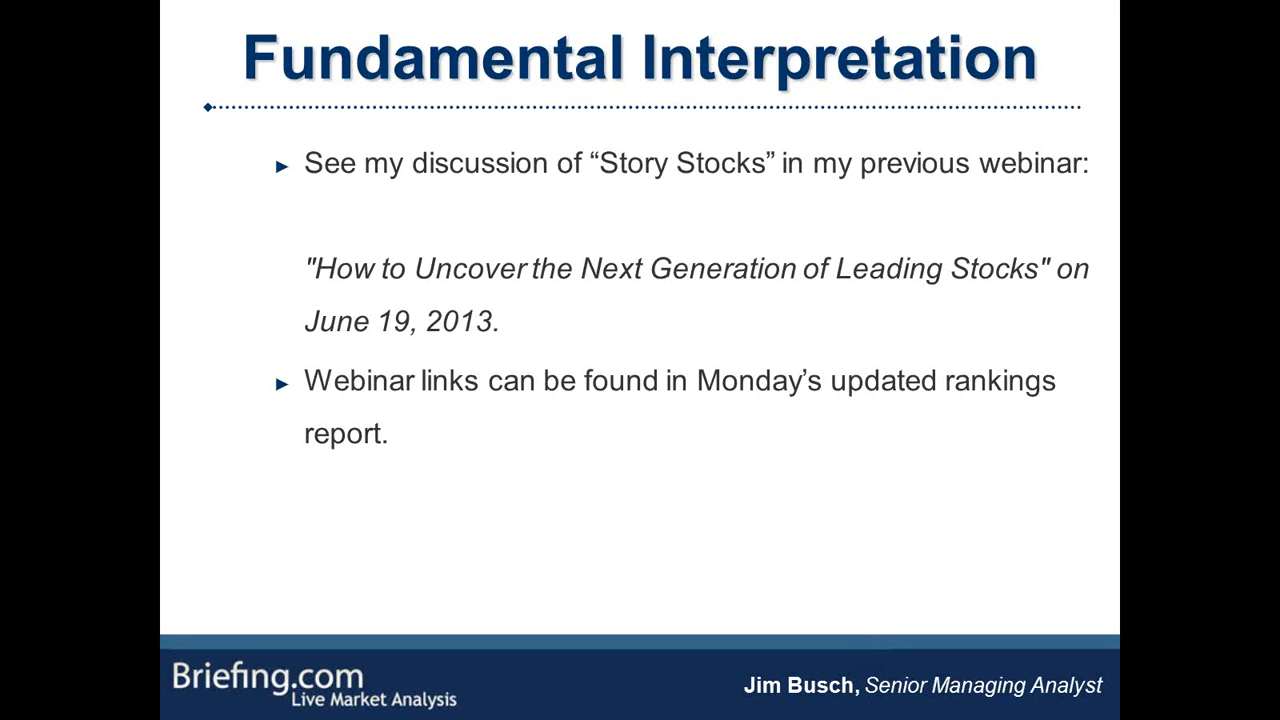 Fundamental Interpretation
► See my discussion of “Story Stocks” in my previous webinar:
"How to Uncover the Next Generation of Leading Stocks" on
June 19, 2013.
► Webinar links can be found in Monday’s updated rankings
report.
Briefing.com
Live Market Analysis
Jim Busch, Senior Managing Analyst